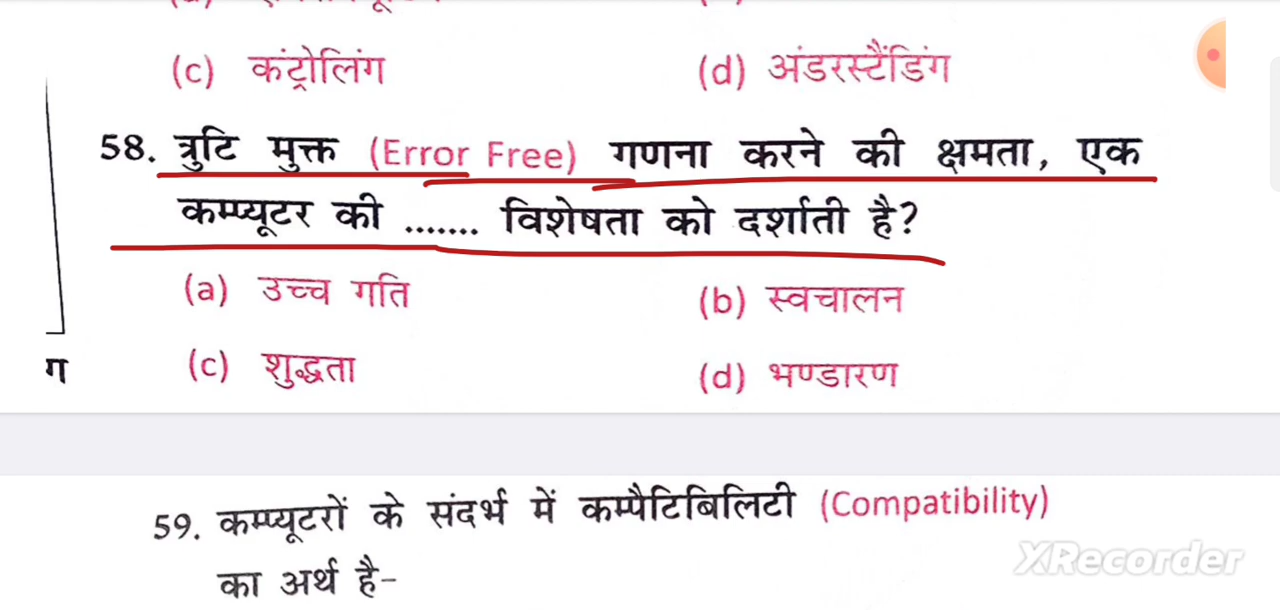 (c) कंट्रोलिंग (d) अंडरस्टैंडिंग
58. त्रुटि मुक्त (Error Free) गणना करने की क्षमता, एक
कम्प्यूटर की ....... विशेषता को दर्शाती है?
(a) उच्च गति (b) स्वचालन
ग (c) शुद्धता (d) भण्डारण
59. कम्प्यूटरों के संदर्भ में कम्पैटिबिलिटी (Compatibility)
का अर्थ है-
XRecorder